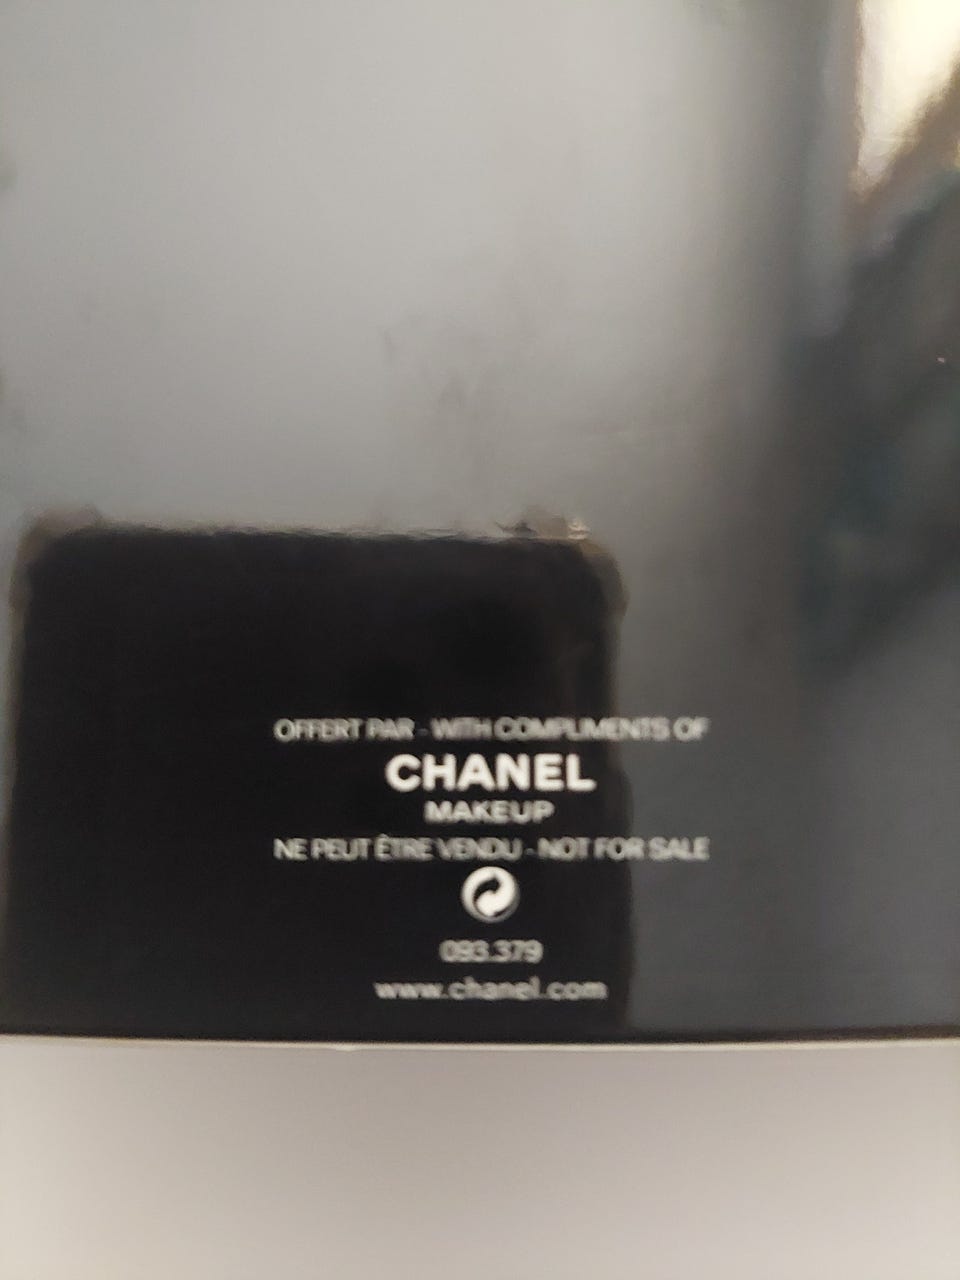 OFFERT PAR - WITH COMPLIMENTS OF
CHANEL
MAKEUP
NE PEUT ÊTRE VENDU - NOT FOR SALE
093.379
www.chanel.com